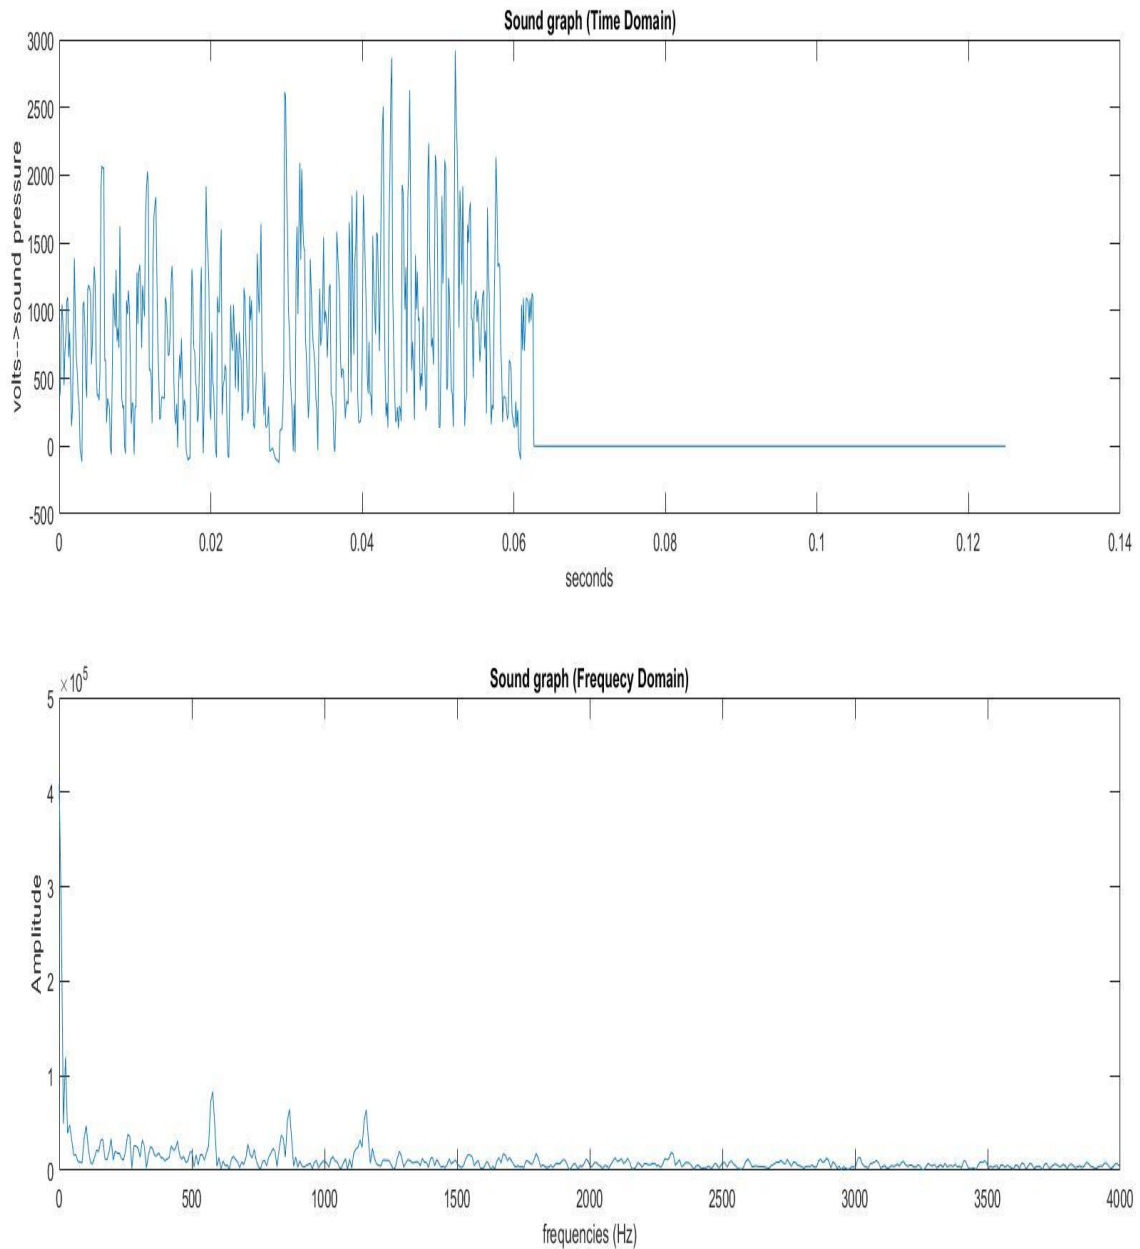 Sound graph (Time Domain)
3000
2500
2000
1500
1000
500
0
-500
volts-->sound pressure
0 0.02 0.04 0.06 0.08 0.1 0.12 0.14
seconds
Sound graph (Frequecy Domain)
×10⁵
5
4
3
2
1
0
Amplitude
0 500 1000 1500 2000 2500 3000 3500 4000
frequencies (Hz)